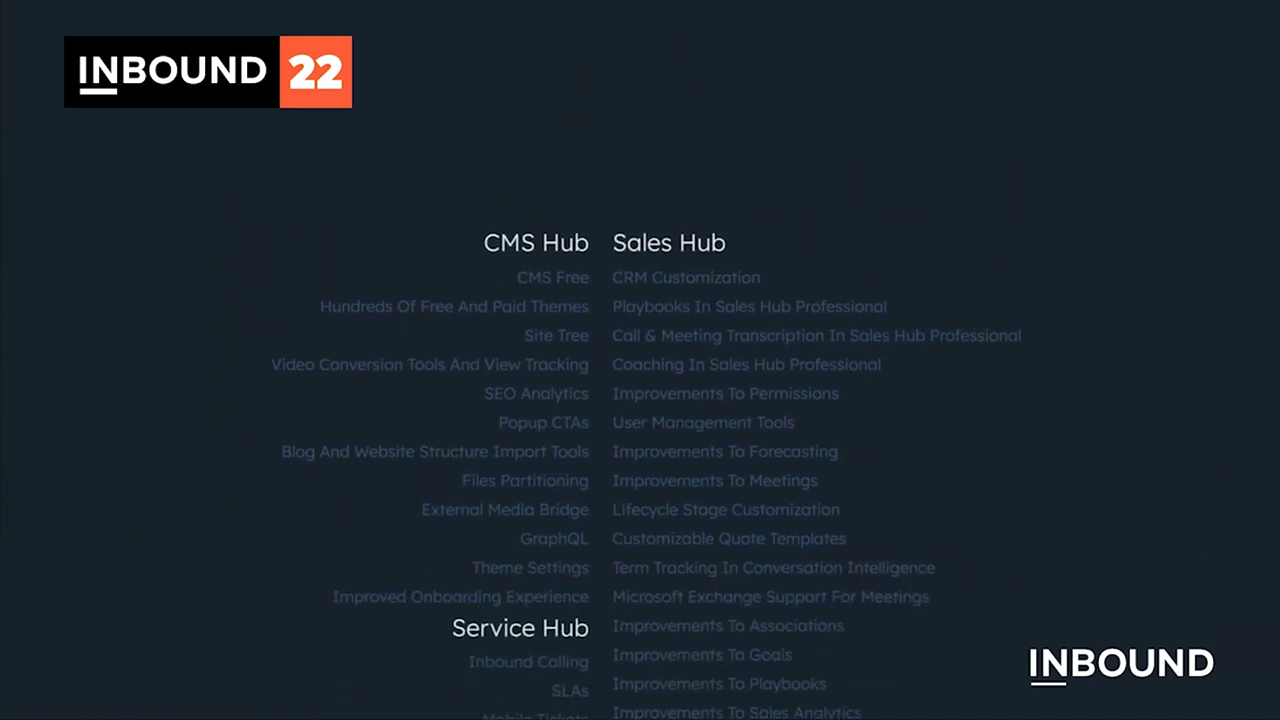 INBOUND 22
CMS Hub
CMS Free
Hundreds Of Free And Paid Themes
Site Tree
Video Conversion Tools And View Tracking
SEO Analytics
Popup CTAs
Blog And Website Structure Import Tools
Files Partitioning
External Media Bridge
GraphQL
Theme Settings
Improved Onboarding Experience
Service Hub
Inbound Calling
SLAs
Mobile Tickets
Sales Hub
CRM Customization
Playbooks In Sales Hub Professional
Call & Meeting Transcription In Sales Hub Professional
Coaching In Sales Hub Professional
Improvements To Permissions
User Management Tools
Improvements To Forecasting
Improvements To Meetings
Lifecycle Stage Customization
Customizable Quote Templates
Term Tracking In Conversation Intelligence
Microsoft Exchange Support For Meetings
Improvements To Associations
Improvements To Goals
Improvements To Playbooks
Improvements To Sales Analytics
INBOUND